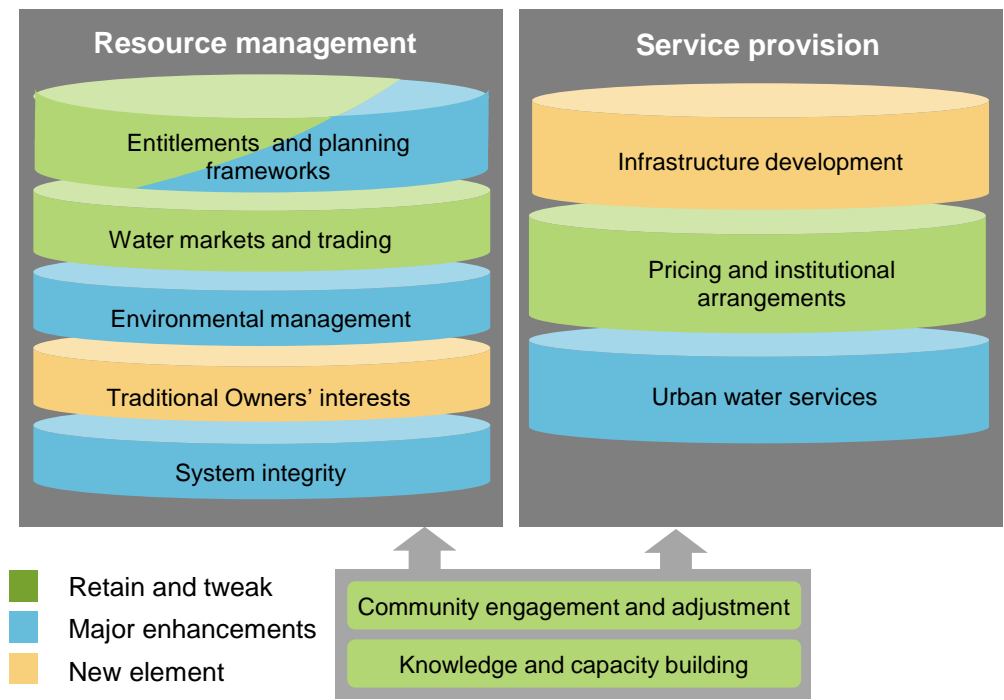 Resource management
Entitlements and planning
frameworks
Water markets and trading
Environmental management
Traditional Owners’ interests
System integrity
Service provision
Infrastructure development
Pricing and institutional
arrangements
Urban water services
Retain and tweak
Major enhancements
New element
Community engagement and adjustment
Knowledge and capacity building